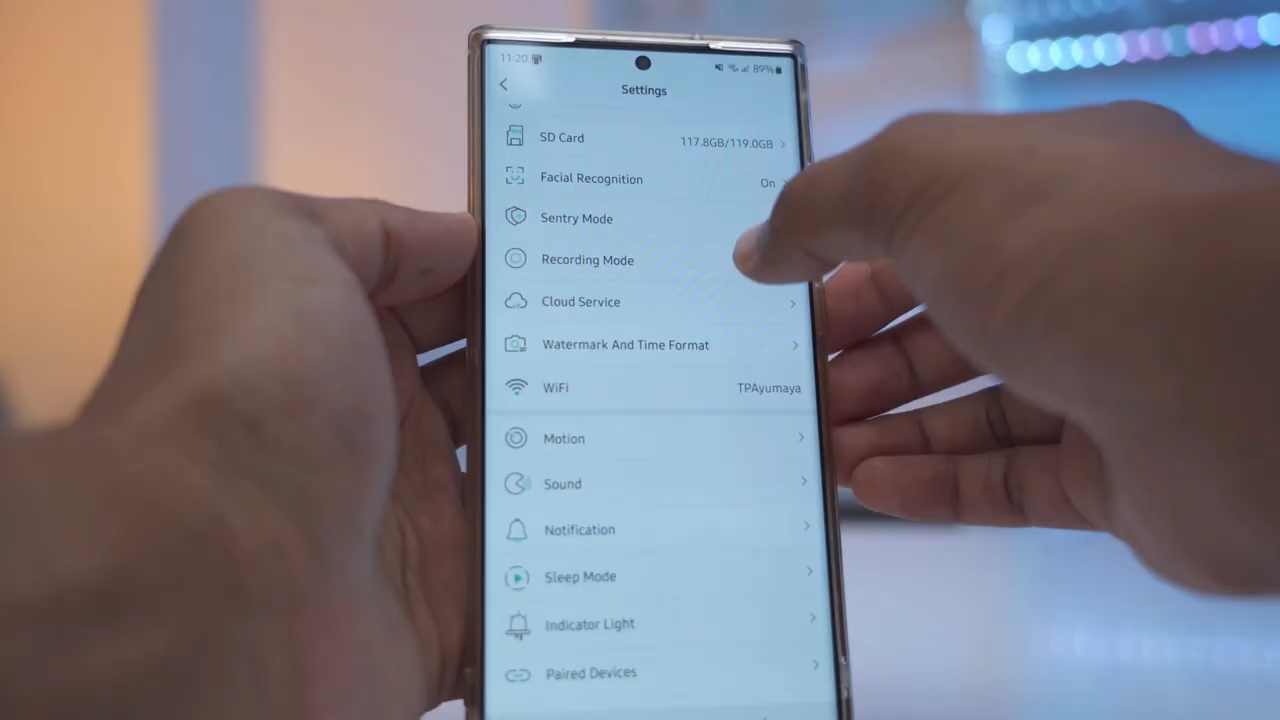 11:20
89%
Settings
SD Card 117.8GB/119.0GB
Facial Recognition On
Sentry Mode
Recording Mode
Cloud Service
Watermark And Time Format
WiFi TPAyumaya
Motion
Sound
Notification
Sleep Mode
Indicator Light
Paired Devices